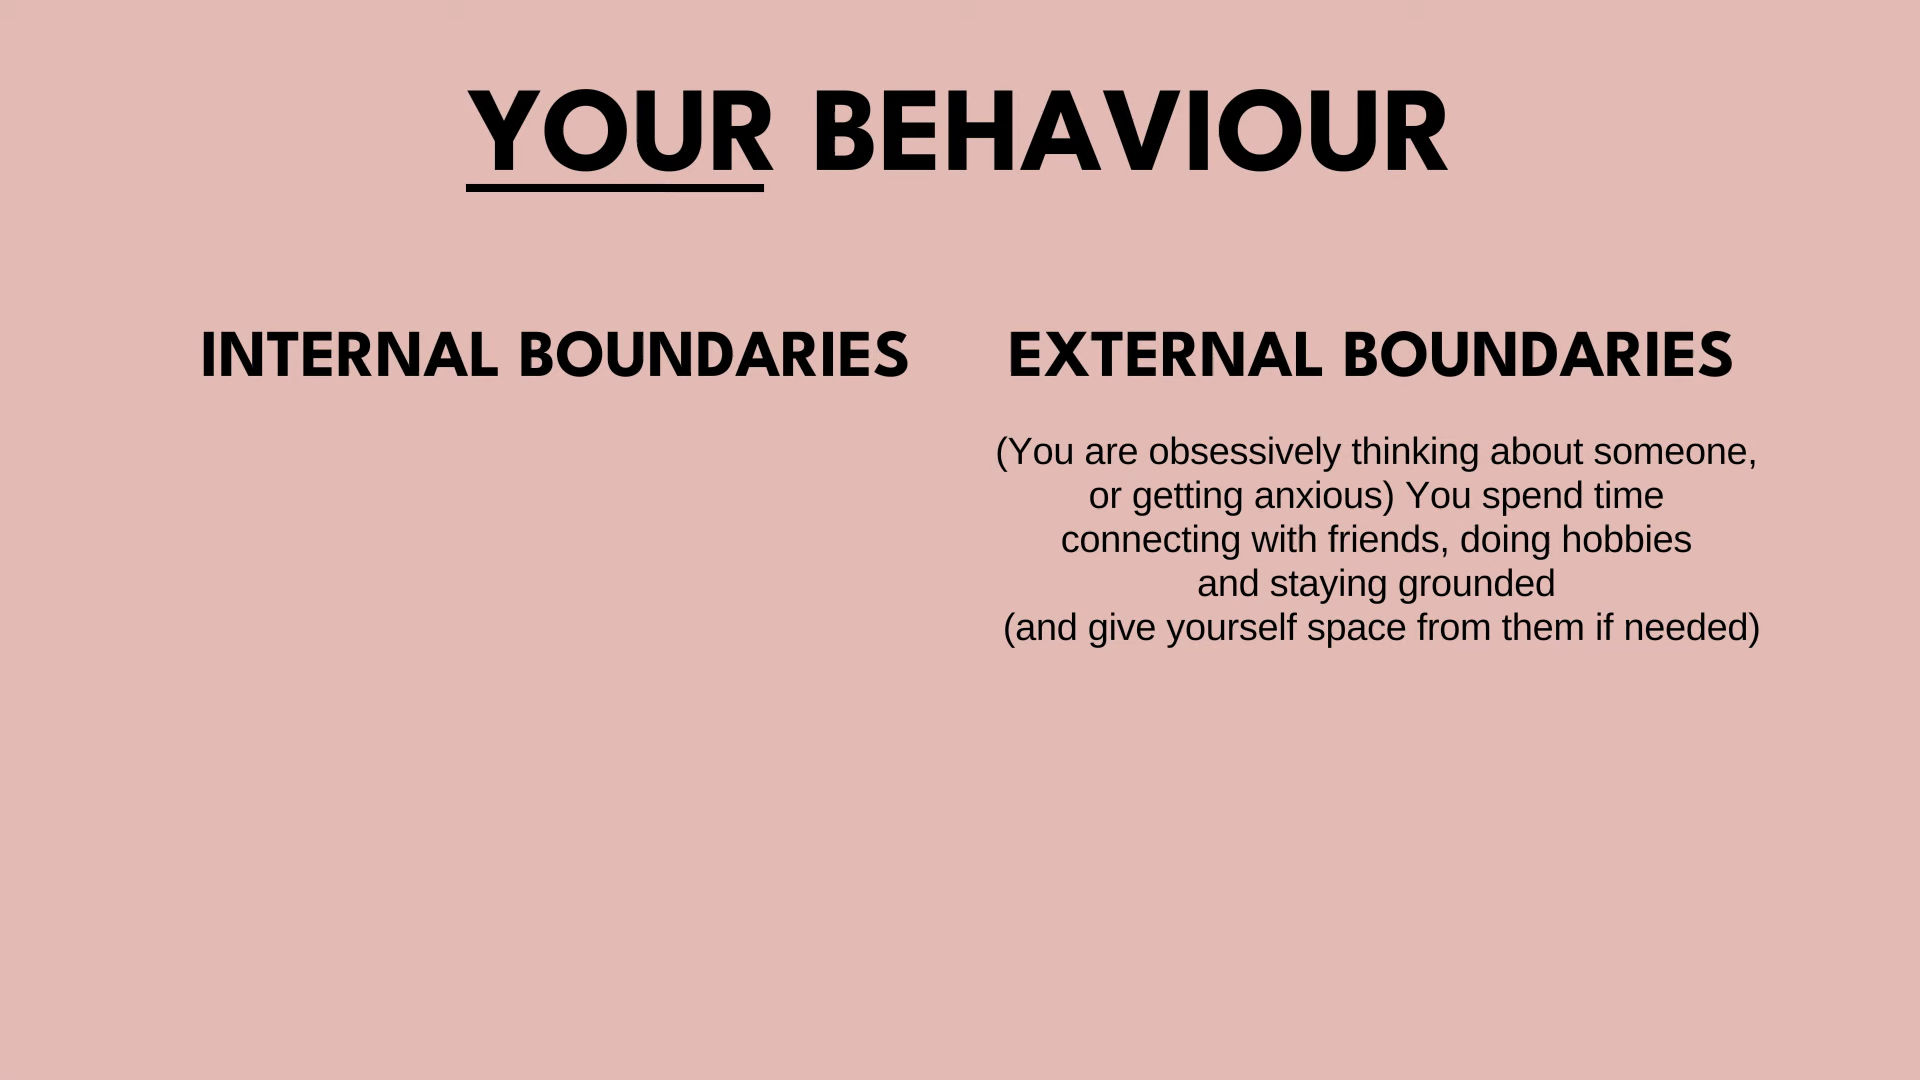 YOUR BEHAVIOUR
INTERNAL BOUNDARIES
EXTERNAL BOUNDARIES
(You are obsessively thinking about someone,
or getting anxious) You spend time
connecting with friends, doing hobbies
and staying grounded
(and give yourself space from them if needed)